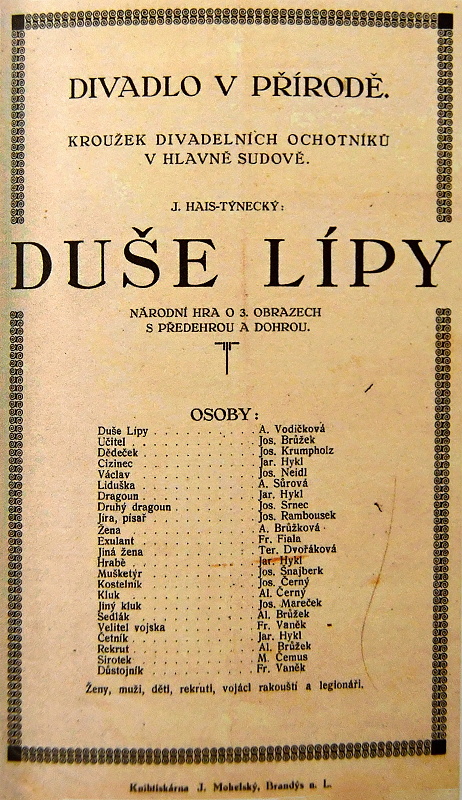 DIVADLO V PŘÍRODĚ.
KROUŽEK DIVADELNÍCH OCHOTNÍKŮ
V HLAVNĚ SUDOVĚ.
J. HAIS-TÝNECKÝ:
DUŠE LÍPY
NÁRODNÍ HRA O 3. OBRAZECH
S PŘEDEHROU A DOHROU.
OSOBY:
Duše Lípy . . . . . . . . . A. Vodičková
Učitel . . . . . . . . . Jos. Brůžek
Dědeček . . . . . . . . . Jos. Krumpholz
Cizinec . . . . . . . . . Jar. Hykl
Václav . . . . . . . . . Jos. Neidl
Liduška . . . . . . . . . A. Sůrová
Dragoun . . . . . . . . . Jar. Hykl
Druhý dragoun . . . . . . . . . Jos. Srnec
Jíra, písař . . . . . . . . . Jos. Rambousek
Žena . . . . . . . . . A. Brůžková
Exulant . . . . . . . . . Fr. Fiala
Jiná žena . . . . . . . . . Ter. Dvořáková
Hrabě . . . . . . . . . Jar. Hykl
Mušketýr . . . . . . . . . Jos. Šnajberk
Kostelník . . . . . . . . . Jos. Černý
Kluk . . . . . . . . . Al. Černý
Jiný kluk . . . . . . . . . Jos. Mareček
Sedlák . . . . . . . . . Al. Brůžek
Velitel vojska . . . . . . . . . Fr. Vaněk
Četník . . . . . . . . . Jar. Hykl
Rekrut . . . . . . . . . Al. Brůžek
Sirotek . . . . . . . . . M. Čemus
Důstojník . . . . . . . . . Fr. Vaněk
Ženy, muži, děti, rekruti, vojáci rakouští a legionáři.
Knihtiskárna J. Mohelský, Brandýs n. L.